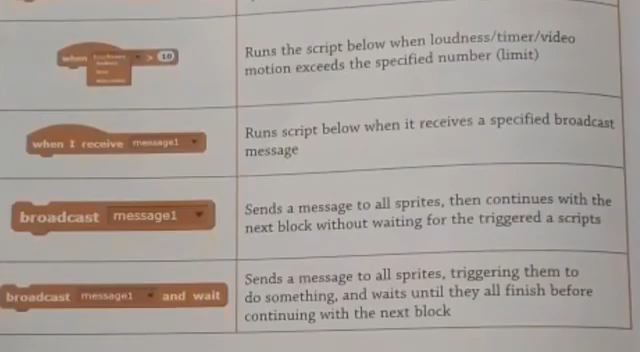 when > 10
Runs the script below when loudness/timer/video
motion exceeds the specified number (limit)
when I receive message1
Runs script below when it receives a specified broadcast
message
broadcast message1
Sends a message to all sprites, then continues with the
next block without waiting for the triggered a scripts
broadcast message1 and wait
Sends a message to all sprites, triggering them to
do something, and waits until they all finish before
continuing with the next block